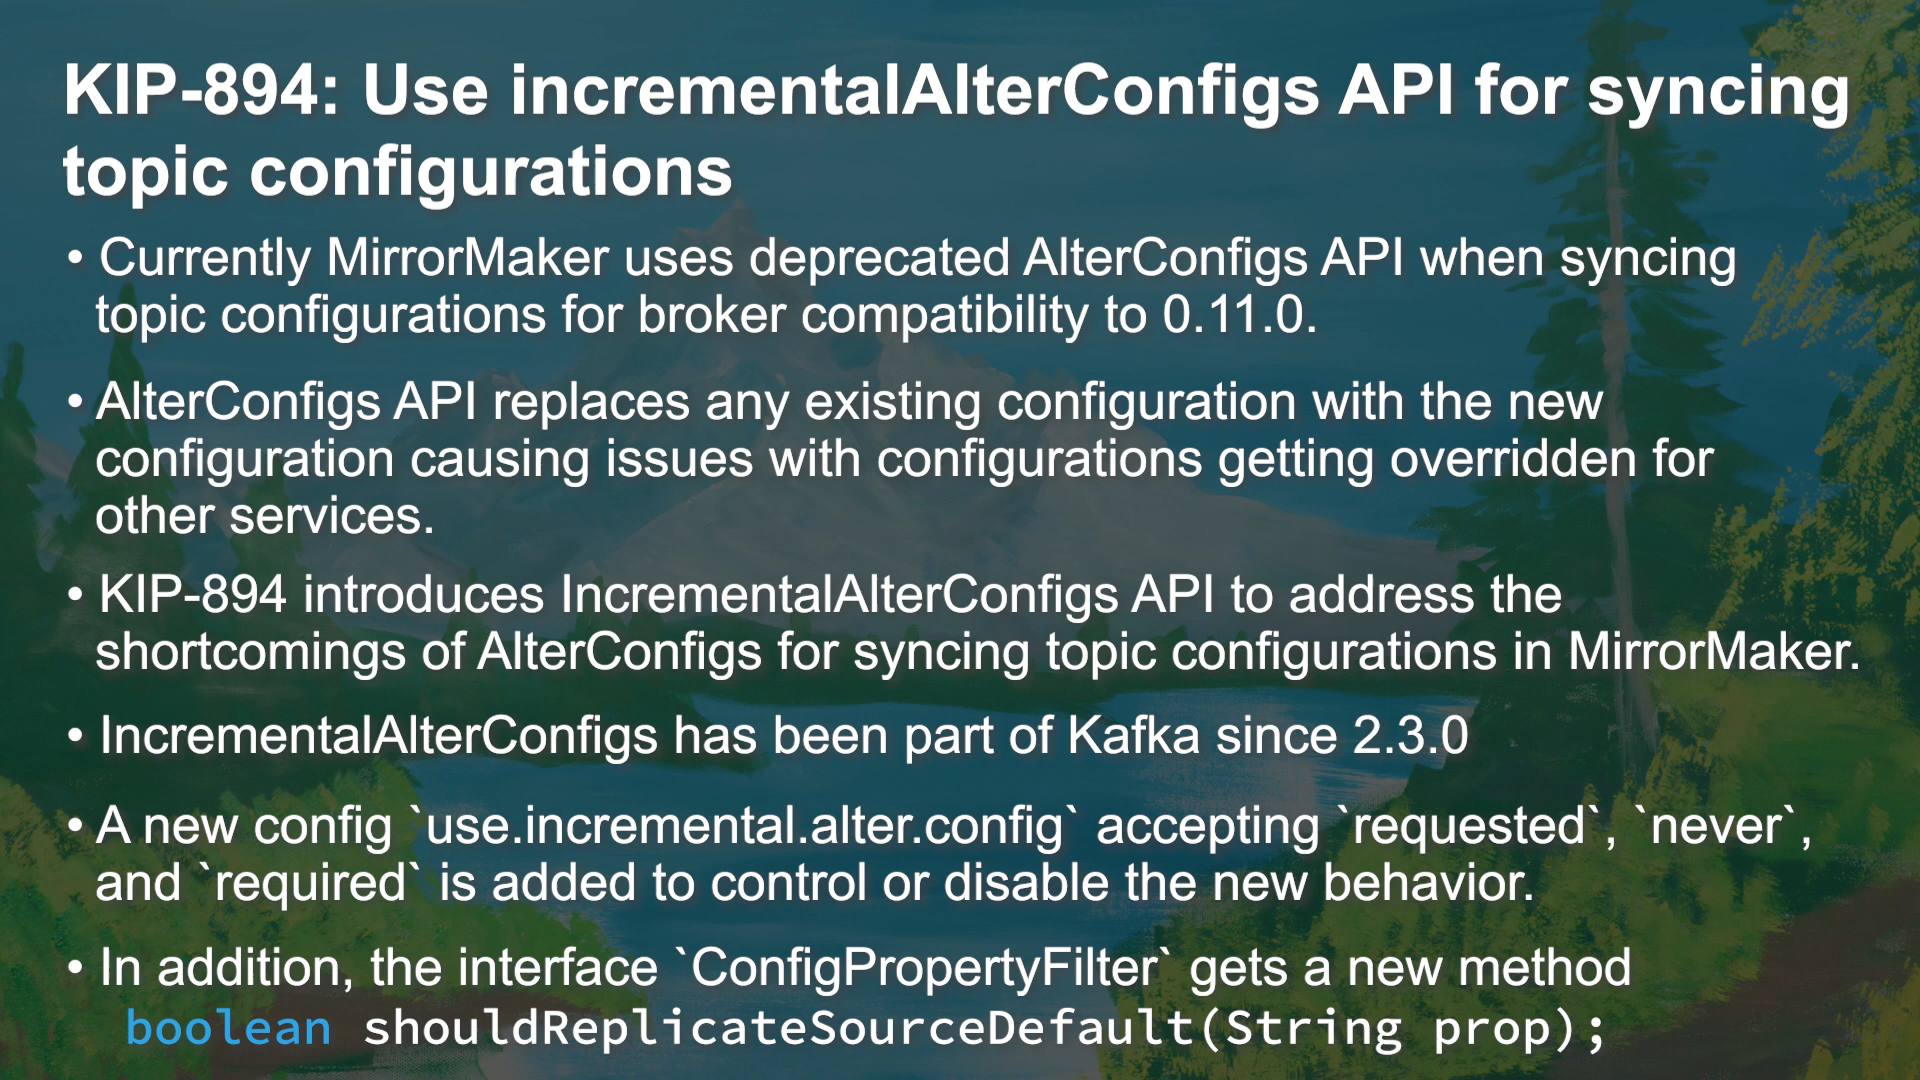 KIP-894: Use incrementalAlterConfigs API for syncing
topic configurations
• Currently MirrorMaker uses deprecated AlterConfigs API when syncing
topic configurations for broker compatibility to 0.11.0.
• AlterConfigs API replaces any existing configuration with the new
configuration causing issues with configurations getting overridden for
other services.
• KIP-894 introduces IncrementalAlterConfigs API to address the
shortcomings of AlterConfigs for syncing topic configurations in MirrorMaker.
• IncrementalAlterConfigs has been part of Kafka since 2.3.0
• A new config `use.incremental.alter.config` accepting `requested`, `never`,
and `required` is added to control or disable the new behavior.
• In addition, the interface `ConfigPropertyFilter` gets a new method
boolean shouldReplicateSourceDefault(String prop);